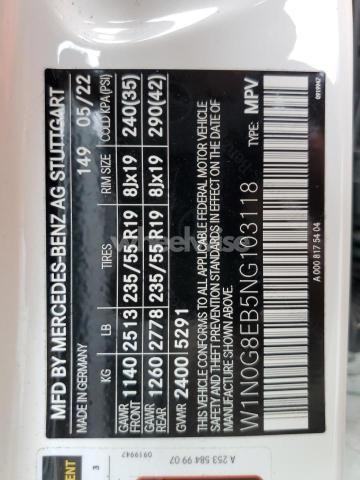 MFD BY MERCEDES-BENZ AG STUTTGART
MADE IN GERMANY 149 05/22
KG LB TIRES RIM SIZE COLD KPA(PSI)
GAWR FRONT 1140 2513 235/55 R19 8Jx19 240(35)
GAWR REAR 1260 2778 235/55 R19 8Jx19 290(42)
GVWR 2400 5291
THIS VEHICLE CONFORMS TO ALL APPLICABLE FEDERAL MOTOR VEHICLE
SAFETY AND THEFT PREVENTION STANDARDS IN EFFECT ON THE DATE OF
MANUFACTURE SHOWN ABOVE.
W1N0G8EB5NG103118 TYPE: MPV
A 000 817 54 04
0919947
3
0919947
A 253 584 99 07